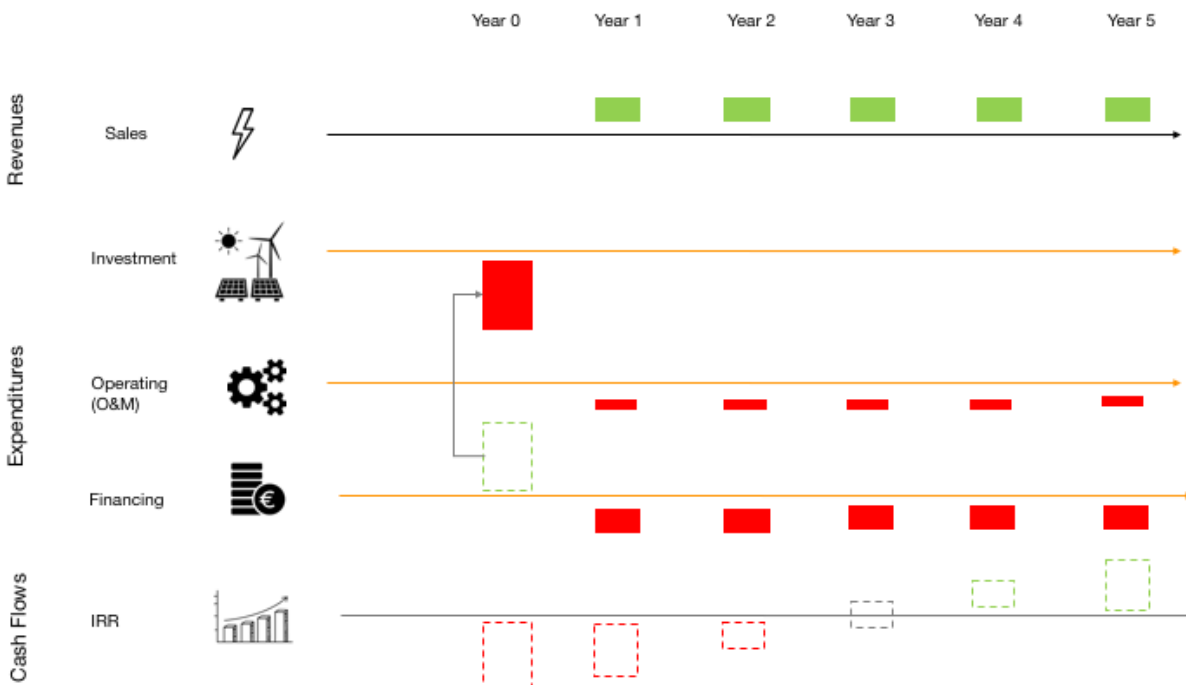 Year 0
Year 1
Year 2
Year 3
Year 4
Year 5
Revenues
Sales
Expenditures
Investment
Operating
(O&M)
Financing
€
Cash Flows
IRR